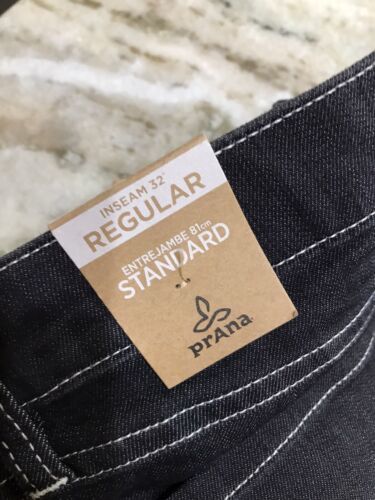 INSEAM 32"
REGULAR
ENTREJAMBE 81cm
STANDARD
prAna